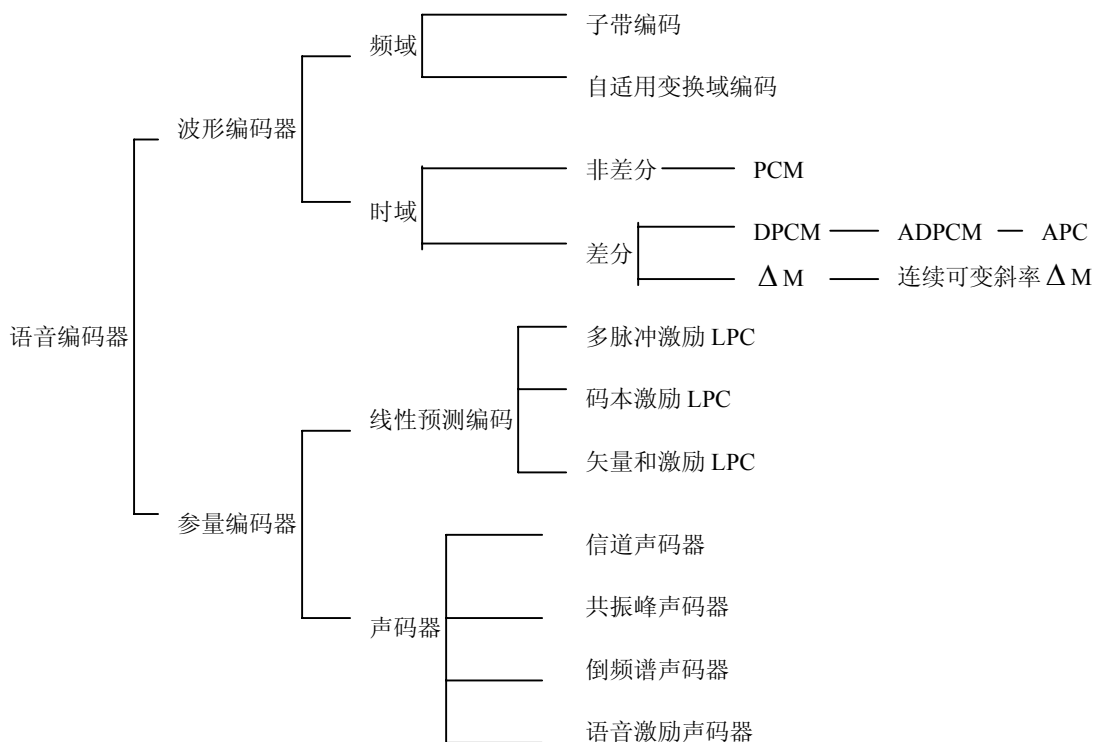 子带编码
频域
自适用变换域编码
波形编码器
非差分 PCM
时域
DPCM ADPCM APC
差分
ΔM 连续可变斜率ΔM
语音编码器
多脉冲激励 LPC
码本激励 LPC
线性预测编码
矢量和激励 LPC
参量编码器
信道声码器
共振峰声码器
声码器
倒频谱声码器
语音激励声码器